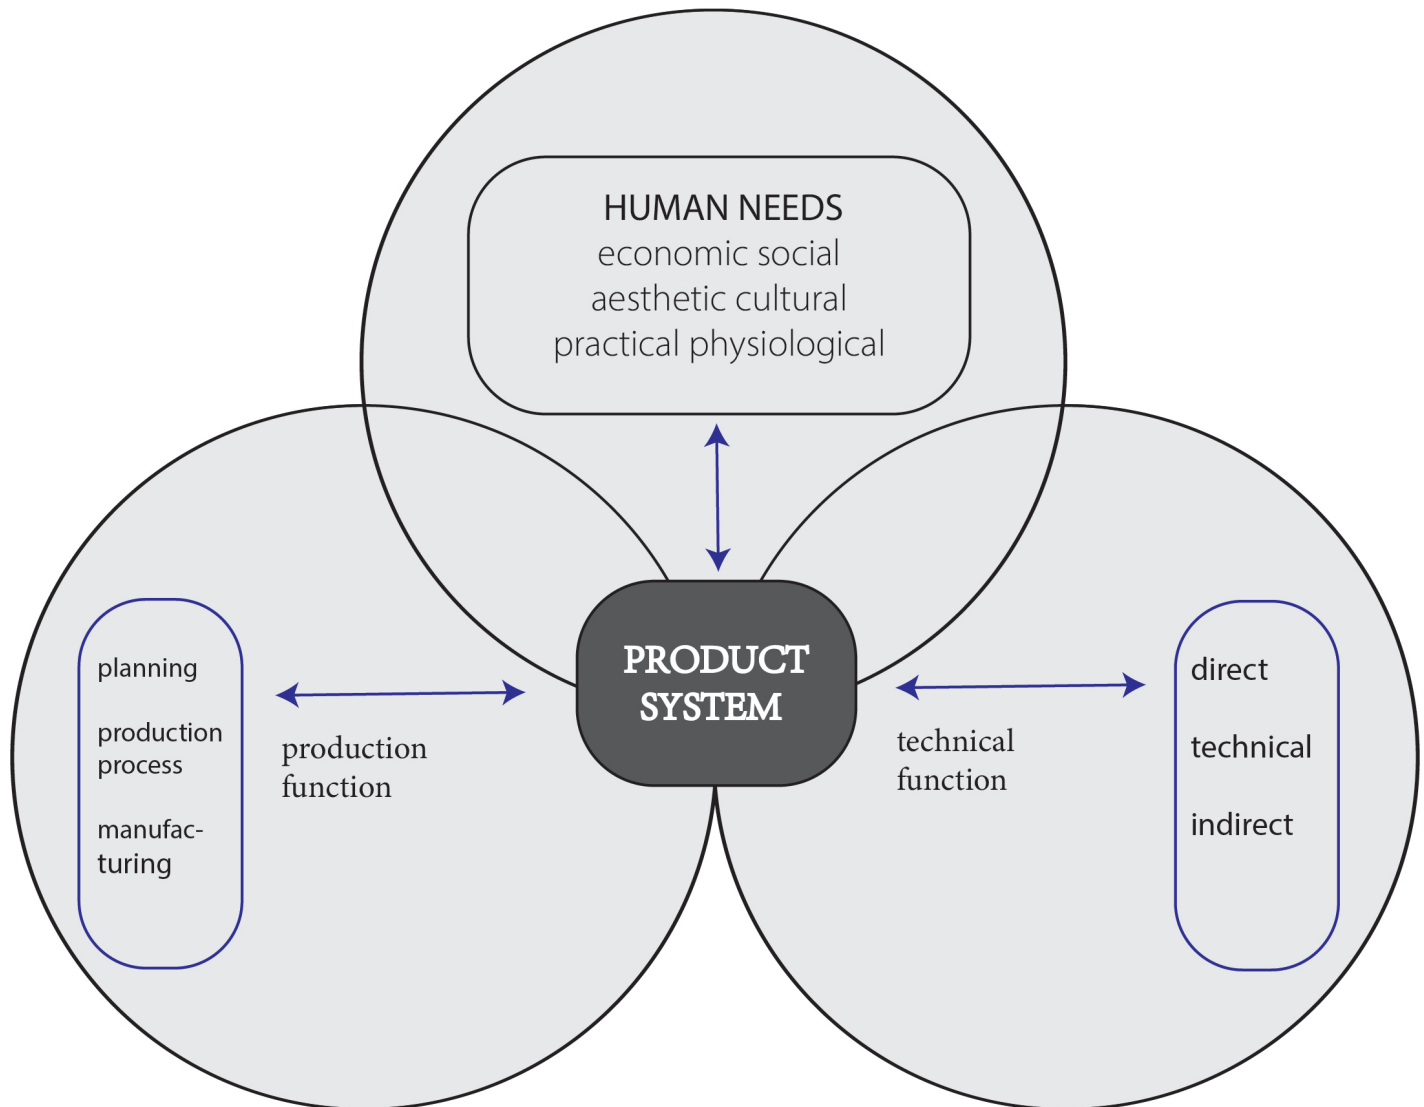 HUMAN NEEDS
economic social
aesthetic cultural
practical physiological
PRODUCT
SYSTEM
planning
production
process
manufac-
turing
production
function
technical
function
direct
technical
indirect